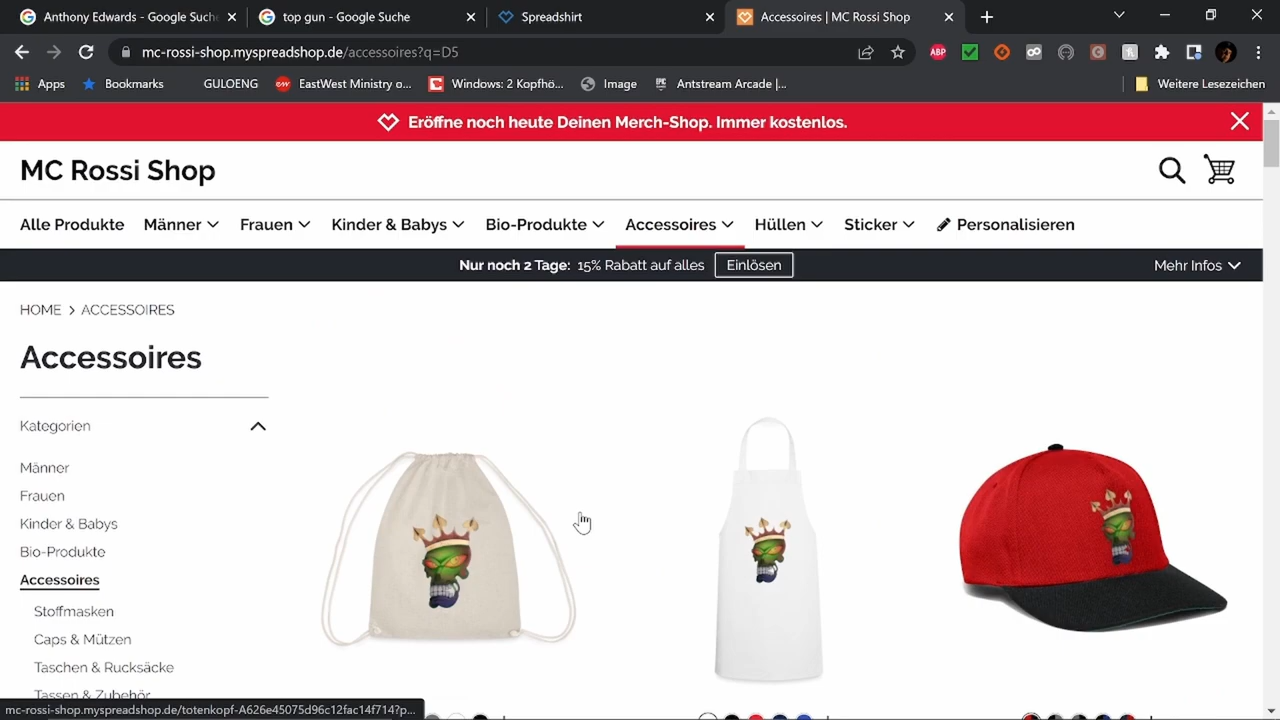 Anthony Edwards - Google Suche
top gun - Google Suche
Spreadshirt
Accessoires | MC Rossi Shop
mc-rossi-shop.myspreadshop.de/accessoires?q=D5
ABP
Apps
Bookmarks
GULOENG
EastWest Ministry o...
Windows: 2 Kopfhö...
Image
Antstream Arcade |...
Weitere Lesezeichen
Eröffne noch heute Deinen Merch-Shop. Immer kostenlos.
MC Rossi Shop
Alle Produkte Männer Frauen Kinder & Babys Bio-Produkte Accessoires Hüllen Sticker Personalisieren
Nur noch 2 Tage: 15% Rabatt auf alles Einlösen Mehr Infos
HOME > ACCESSOIRES
Accessoires
Kategorien
Männer
Frauen
Kinder & Babys
Bio-Produkte
Accessoires
Stoffmasken
Caps & Mützen
Taschen & Rucksäcke
Tassen & Zubehör
mc-rossi-shop.myspreadshop.de/totenkopf-A626e45075d96c12fac14f714?p...